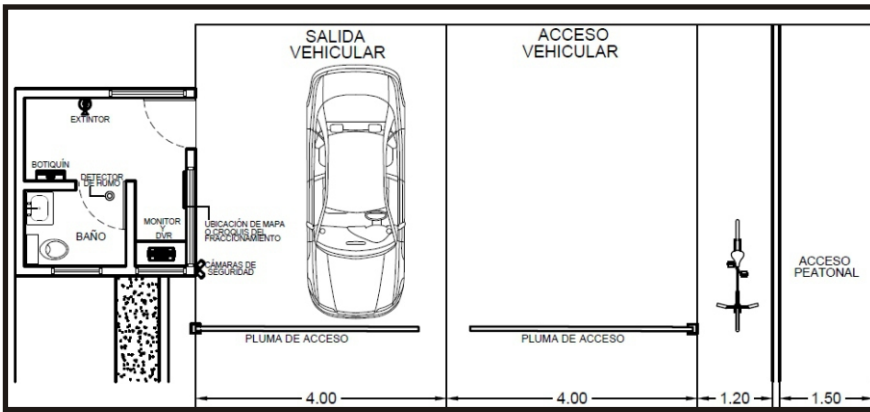 SALIDA
VEHICULAR
ACCESO
VEHICULAR
EXTINTOR
BOTIQUÍN
DETECTOR
DE HUMO
BAÑO
MONITOR
Y
DVR
UBICACIÓN DE MAPA
O CROQUIS DEL
FRACCIONAMIENTO
CÁMARAS DE
SEGURIDAD
ACCESO
PEATONAL
PLUMA DE ACCESO
PLUMA DE ACCESO
4.00
4.00
1.20
1.50